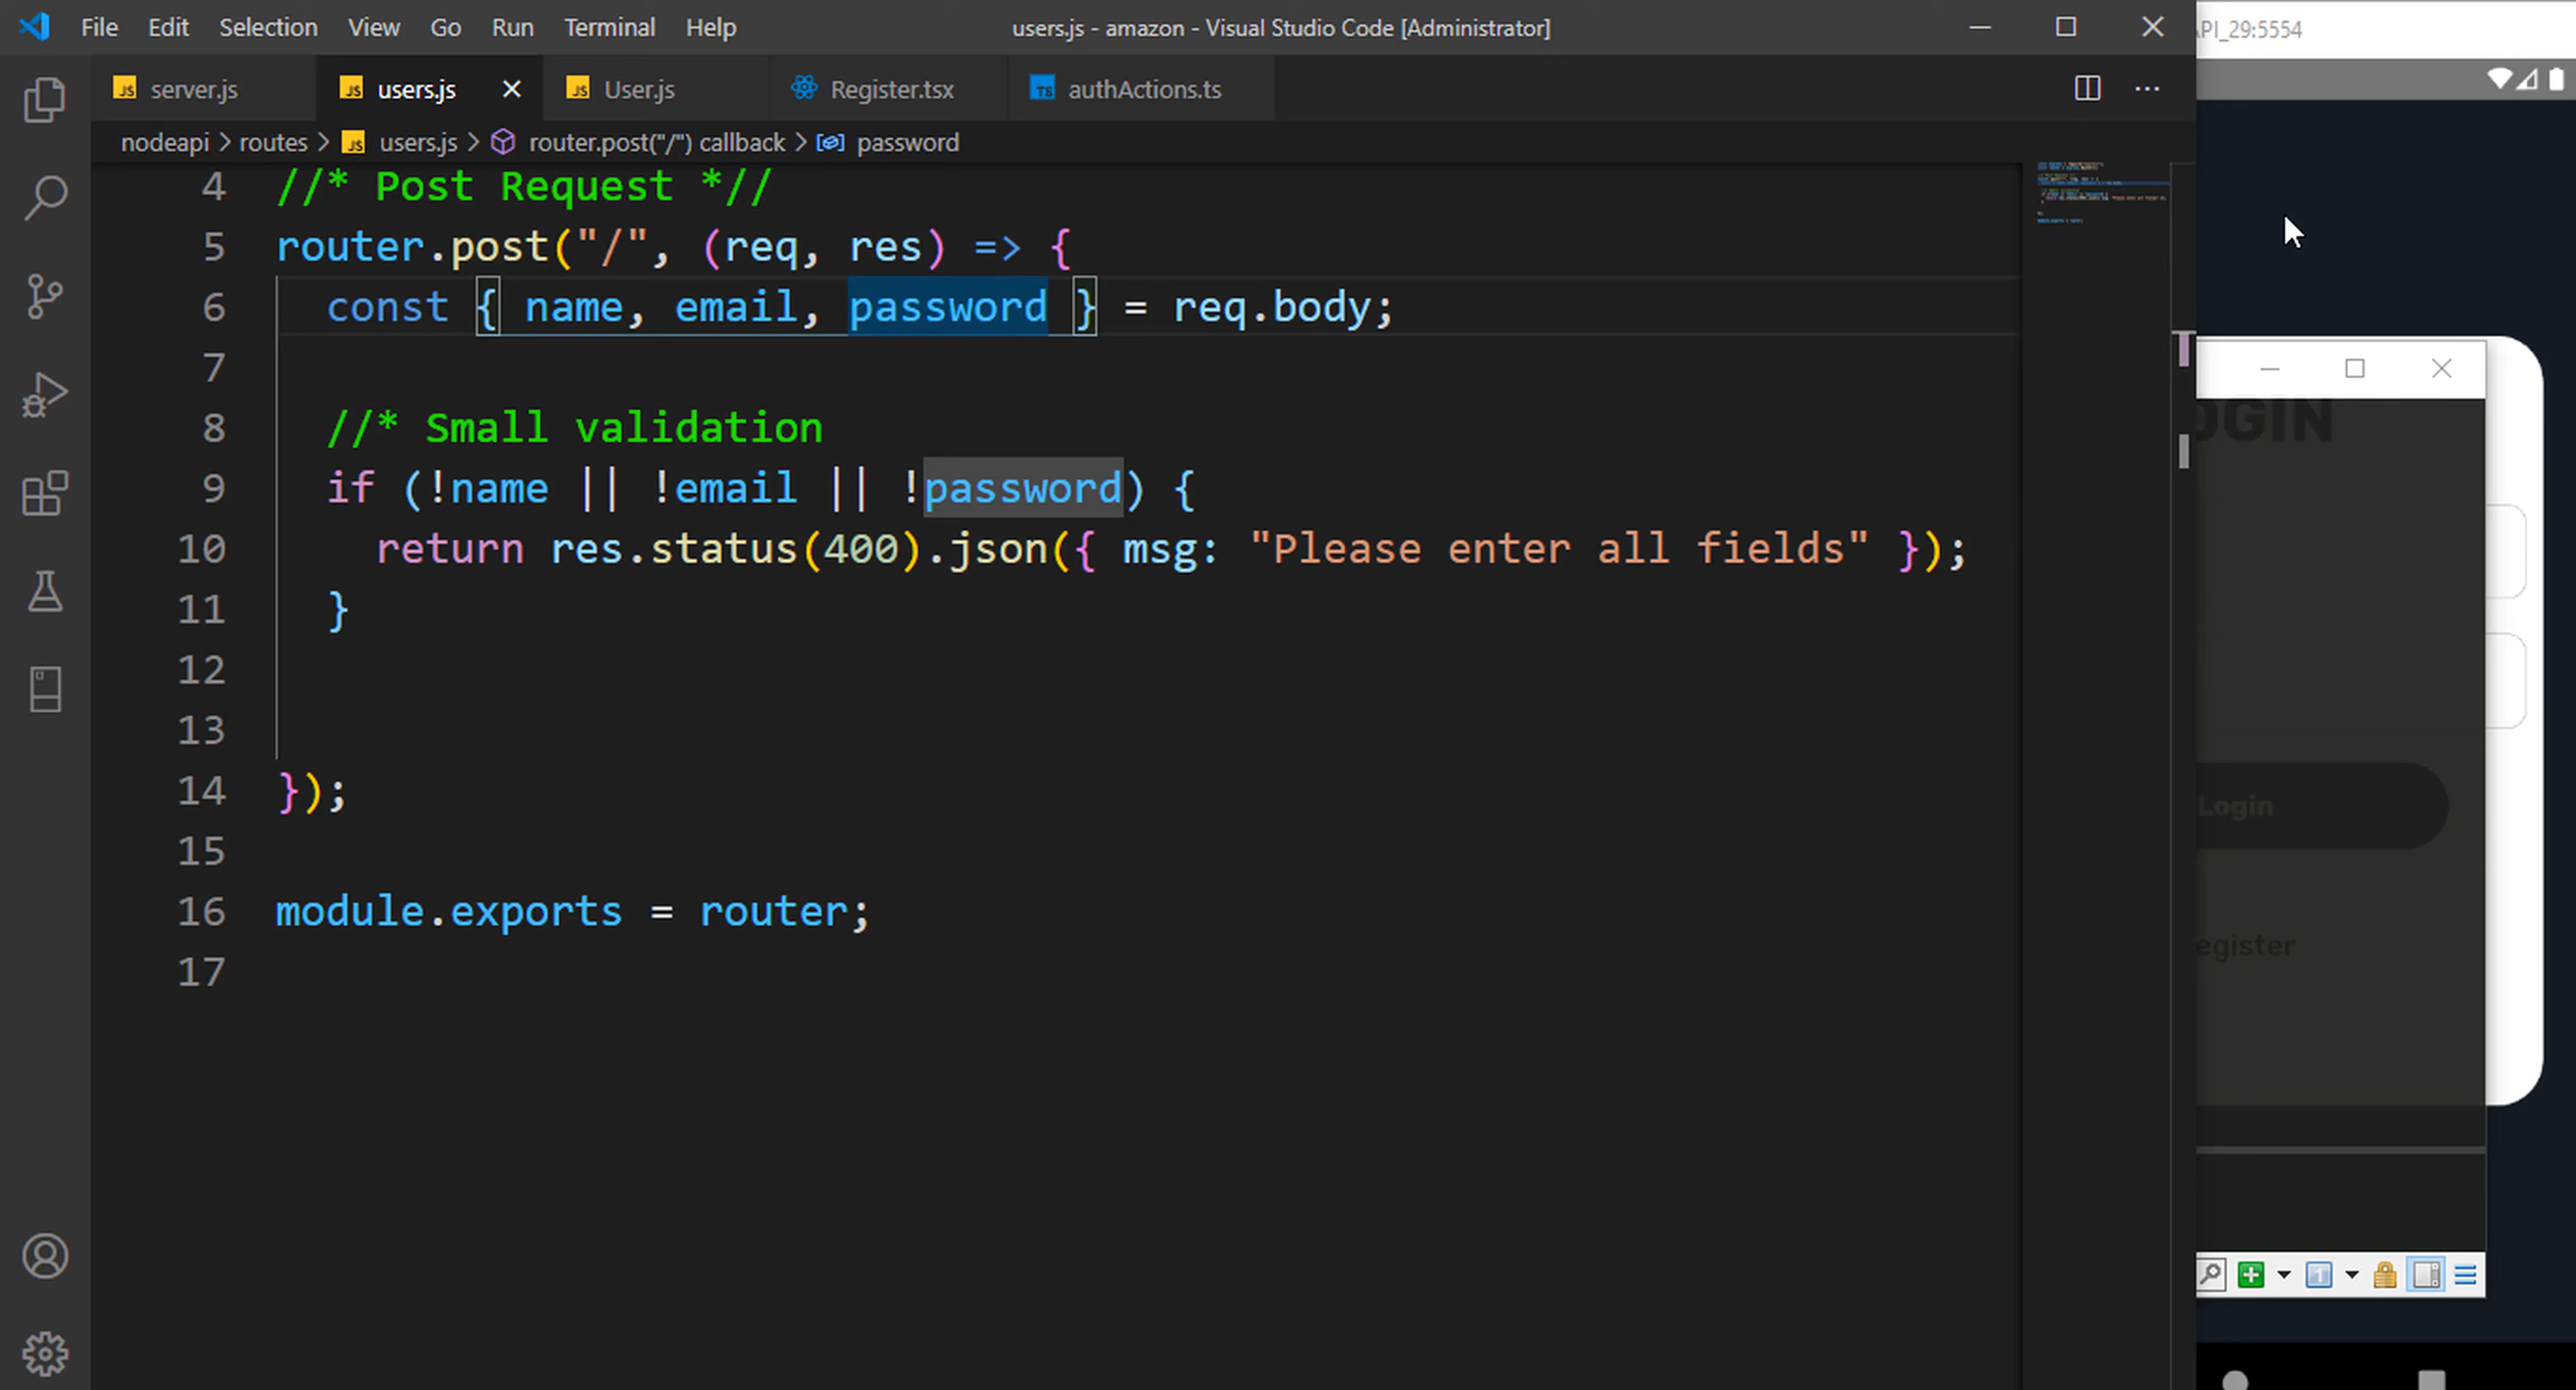 File Edit Selection View Go Run Terminal Help users.js - amazon - Visual Studio Code [Administrator]
API_29:5554
server.js users.js User.js Register.tsx authActions.ts
nodeapi > routes > users.js > router.post("/") callback > password
4 //* Post Request *//
5 router.post("/", (req, res) => {
6 const { name, email, password } = req.body;
7
8 //* Small validation
9 if (!name || !email || !password) {
10 return res.status(400).json({ msg: "Please enter all fields" });
11 }
12
13
14 });
15
16 module.exports = router;
17
OGIN
Login
egister